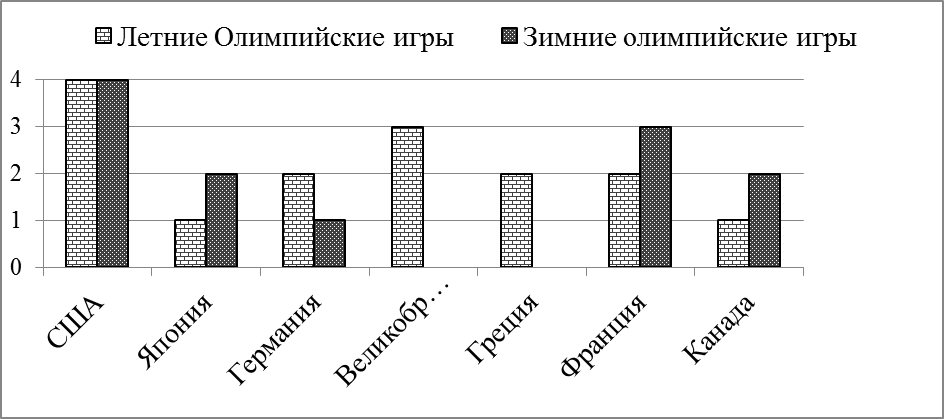 Летние Олимпийские игры Зимние олимпийские игры
4
3
2
1
0
США Япония Германия Великобр... Греция Франция Канада